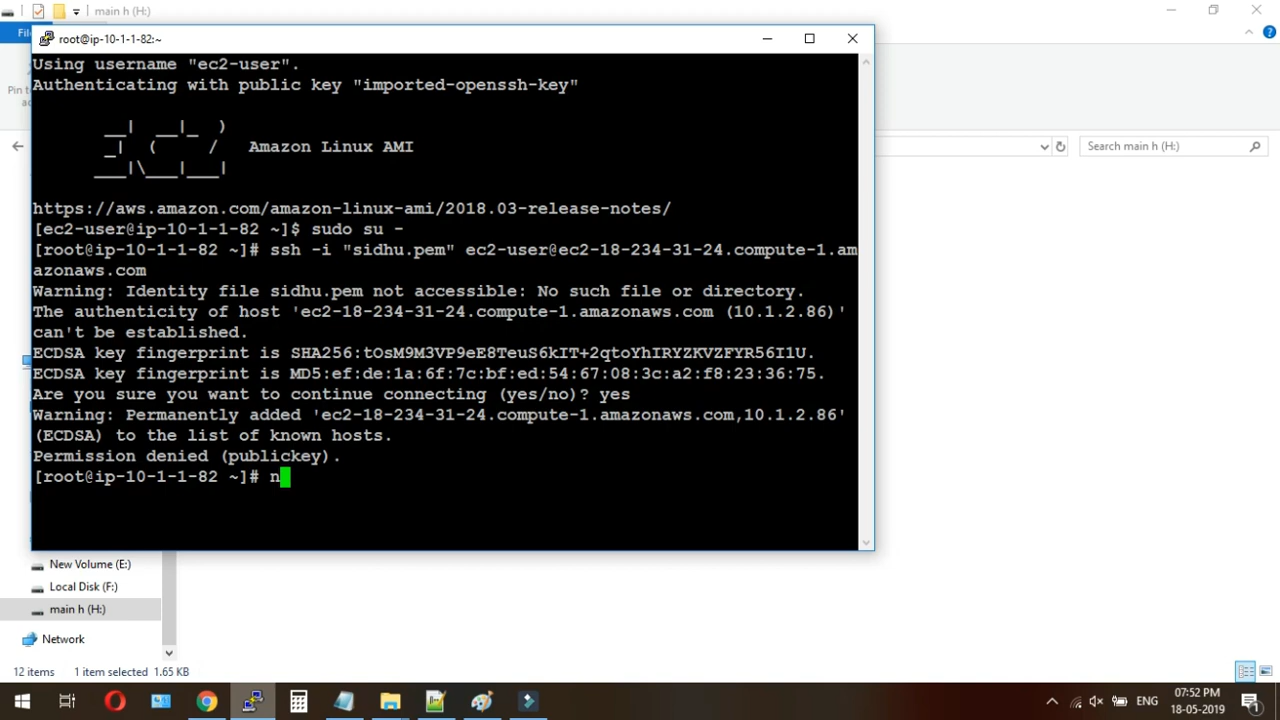 main h (H:)
File
root@ip-10-1-1-82:~
Using username "ec2-user".
Authenticating with public key "imported-openssh-key"
Amazon Linux AMI
https://aws.amazon.com/amazon-linux-ami/2018.03-release-notes/
[ec2-user@ip-10-1-1-82 ~]$ sudo su -
[root@ip-10-1-1-82 ~]# ssh -i "sidhu.pem" ec2-user@ec2-18-234-31-24.compute-1.am
azonaws.com
Warning: Identity file sidhu.pem not accessible: No such file or directory.
The authenticity of host 'ec2-18-234-31-24.compute-1.amazonaws.com (10.1.2.86)'
can't be established.
ECDSA key fingerprint is SHA256:tOsM9M3VP9eE8TeuS6kIT+2qtoYhIRYZKVZFYR56I1U.
ECDSA key fingerprint is MD5:ef:de:1a:6f:7c:bf:ed:54:67:08:3c:a2:f8:23:36:75.
Are you sure you want to continue connecting (yes/no)? yes
Warning: Permanently added 'ec2-18-234-31-24.compute-1.amazonaws.com,10.1.2.86'
(ECDSA) to the list of known hosts.
Permission denied (publickey).
[root@ip-10-1-1-82 ~]# n
Pin to
Search main h (H:)
New Volume (E:)
Local Disk (F:)
main h (H:)
Network
12 items 1 item selected 1.65 KB
ENG
07:52 PM
18-05-2019